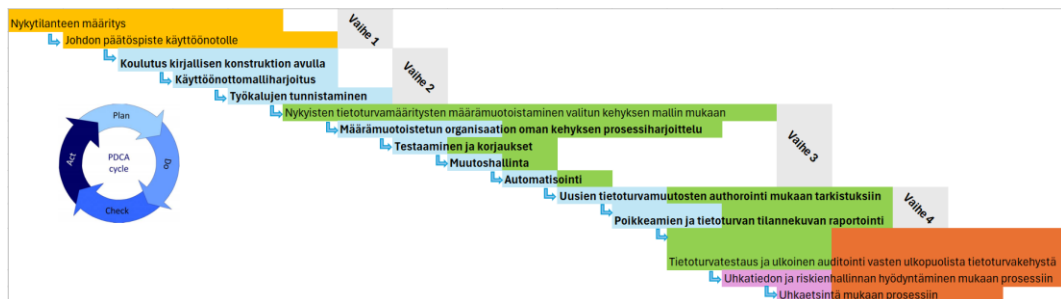 Nykytilanteen määritys
Johdon päätöspiste käyttöönotolle
Vaihe 1
Koulutus kirjallisen konstruktion avulla
Käyttöönottomalliharjoitus
Vaihe 2
Työkalujen tunnistaminen
Nykyisten tietoturvamääritysten määrämuotoistaminen valitun kehyksen mallin mukaan
Määrämuotoistetun organisaation oman kehyksen prosessiharjoittelu
Testaaminen ja korjaukset
Vaihe 3
Muutoshallinta
Automatisointi
Uusien tietoturvamuutosten authorointi mukaan tarkistuksiin
Poikkeamien ja tietoturvan tilannekuvan raportointi
Vaihe 4
Tietoturvatestaus ja ulkoinen auditointi vasten ulkopuolista tietoturvakehystä
Uhkatiedon ja riskienhallinnan hyödyntäminen mukaan prosessiin
Uhkaetsintä mukaan prosessiin
Plan
Do
Check
Act
PDCA
cycle